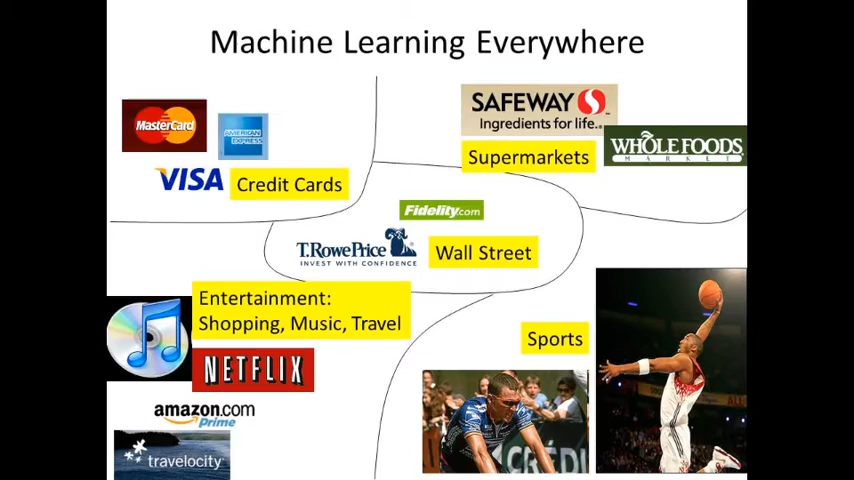 Machine Learning Everywhere
MasterCard
AMERICAN
EXPRESS
VISA
Credit Cards
SAFEWAY
Ingredients for life.
Supermarkets
WHOLE FOODS
MARKET
Fidelity.com
T.RowePrice
INVEST WITH CONFIDENCE
Wall Street
Entertainment:
Shopping, Music, Travel
NETFLIX
amazon.com
Prime
travelocity
Sports
CRÉDI